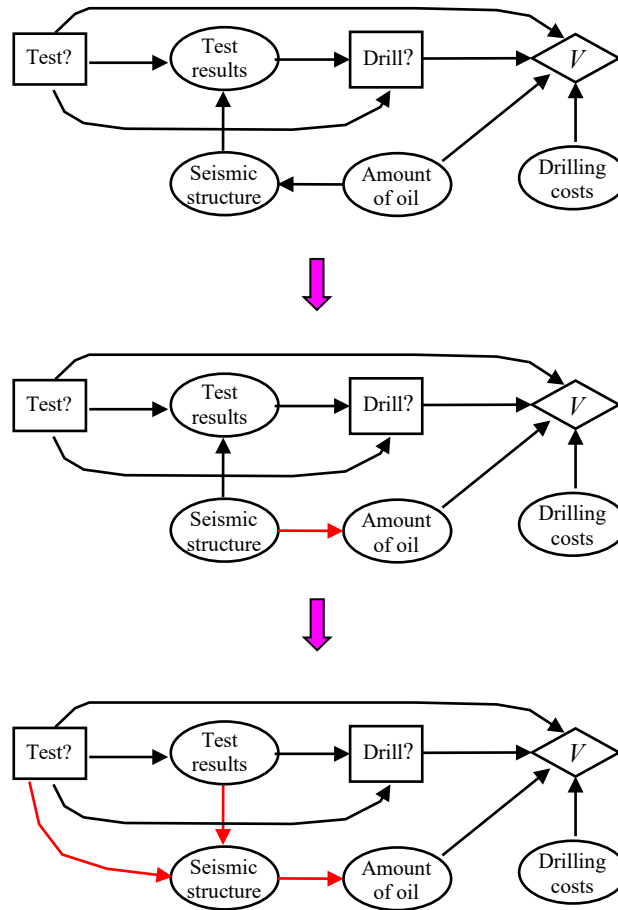 Test?
Test
results
Drill?
V
Seismic
structure
Amount
of oil
Drilling
costs
Test?
Test
results
Drill?
V
Seismic
structure
Amount
of oil
Drilling
costs
Test?
Test
results
Drill?
V
Seismic
structure
Amount
of oil
Drilling
costs